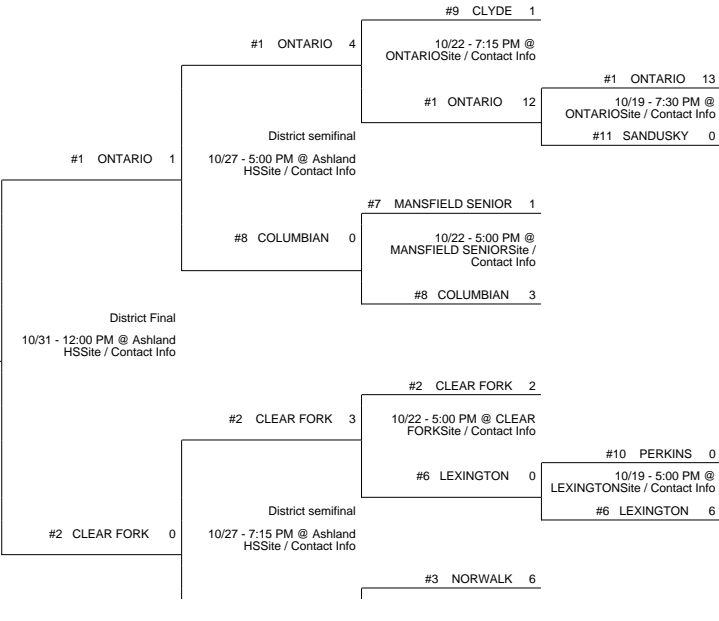 #9 CLYDE 1
#1 ONTARIO 4
10/22 - 7:15 PM @
ONTARIOSite / Contact Info
#1 ONTARIO 13
#1 ONTARIO 12
10/19 - 7:30 PM @
ONTARIOSite / Contact Info
District semifinal
#11 SANDUSKY 0
#1 ONTARIO 1
10/27 - 5:00 PM @ Ashland
HSSite / Contact Info
#7 MANSFIELD SENIOR 1
#8 COLUMBIAN 0
10/22 - 5:00 PM @
MANSFIELD SENIORSite /
Contact Info
#8 COLUMBIAN 3
District Final
10/31 - 12:00 PM @ Ashland
HSSite / Contact Info
#2 CLEAR FORK 2
#2 CLEAR FORK 3
10/22 - 5:00 PM @ CLEAR
FORKSite / Contact Info
#10 PERKINS 0
#6 LEXINGTON 0
10/19 - 5:00 PM @
LEXINGTONSite / Contact Info
District semifinal
#6 LEXINGTON 6
#2 CLEAR FORK 0
10/27 - 7:15 PM @ Ashland
HSSite / Contact Info
#3 NORWALK 6